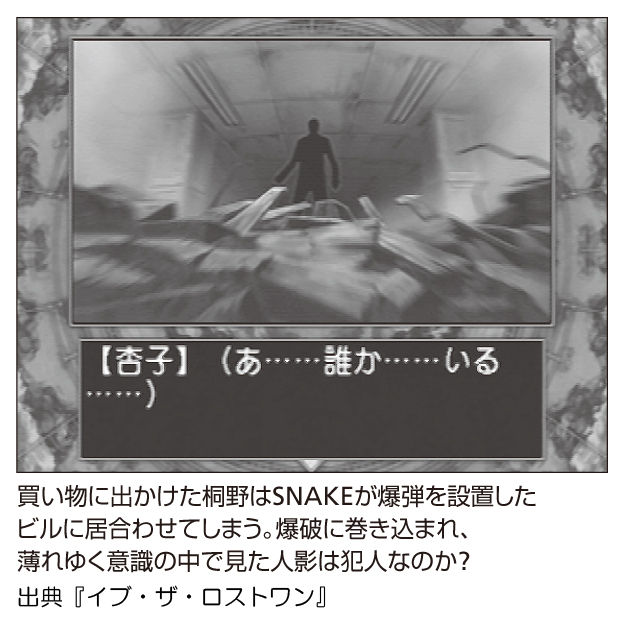 【杏子】（あ……誰か……いる
……）
買い物に出かけた桐野はSNAKEが爆弾を設置した
ビルに居合わせてしまう。爆破に巻き込まれ、
薄れゆく意識の中で見た人影は犯人なのか?
出典『イブ・ザ・ロストワン』